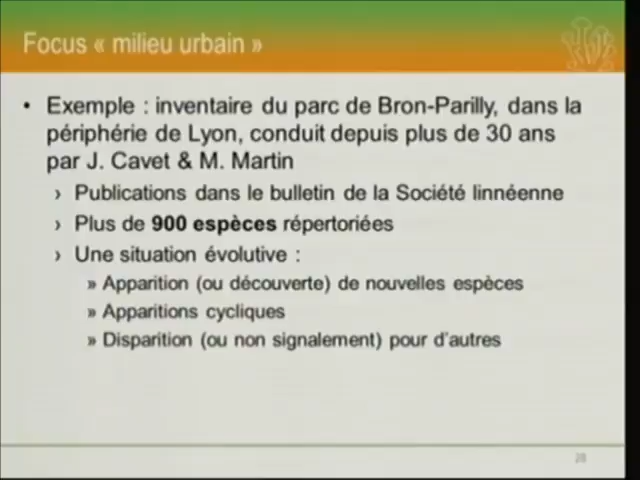 Focus « milieu urbain »
• Exemple : inventaire du parc de Bron-Parilly, dans la
périphérie de Lyon, conduit depuis plus de 30 ans
par J. Cavet & M. Martin
› Publications dans le bulletin de la Société linnéenne
› Plus de 900 espèces répertoriées
› Une situation évolutive :
» Apparition (ou découverte) de nouvelles espèces
» Apparitions cycliques
» Disparition (ou non signalement) pour d'autres
28